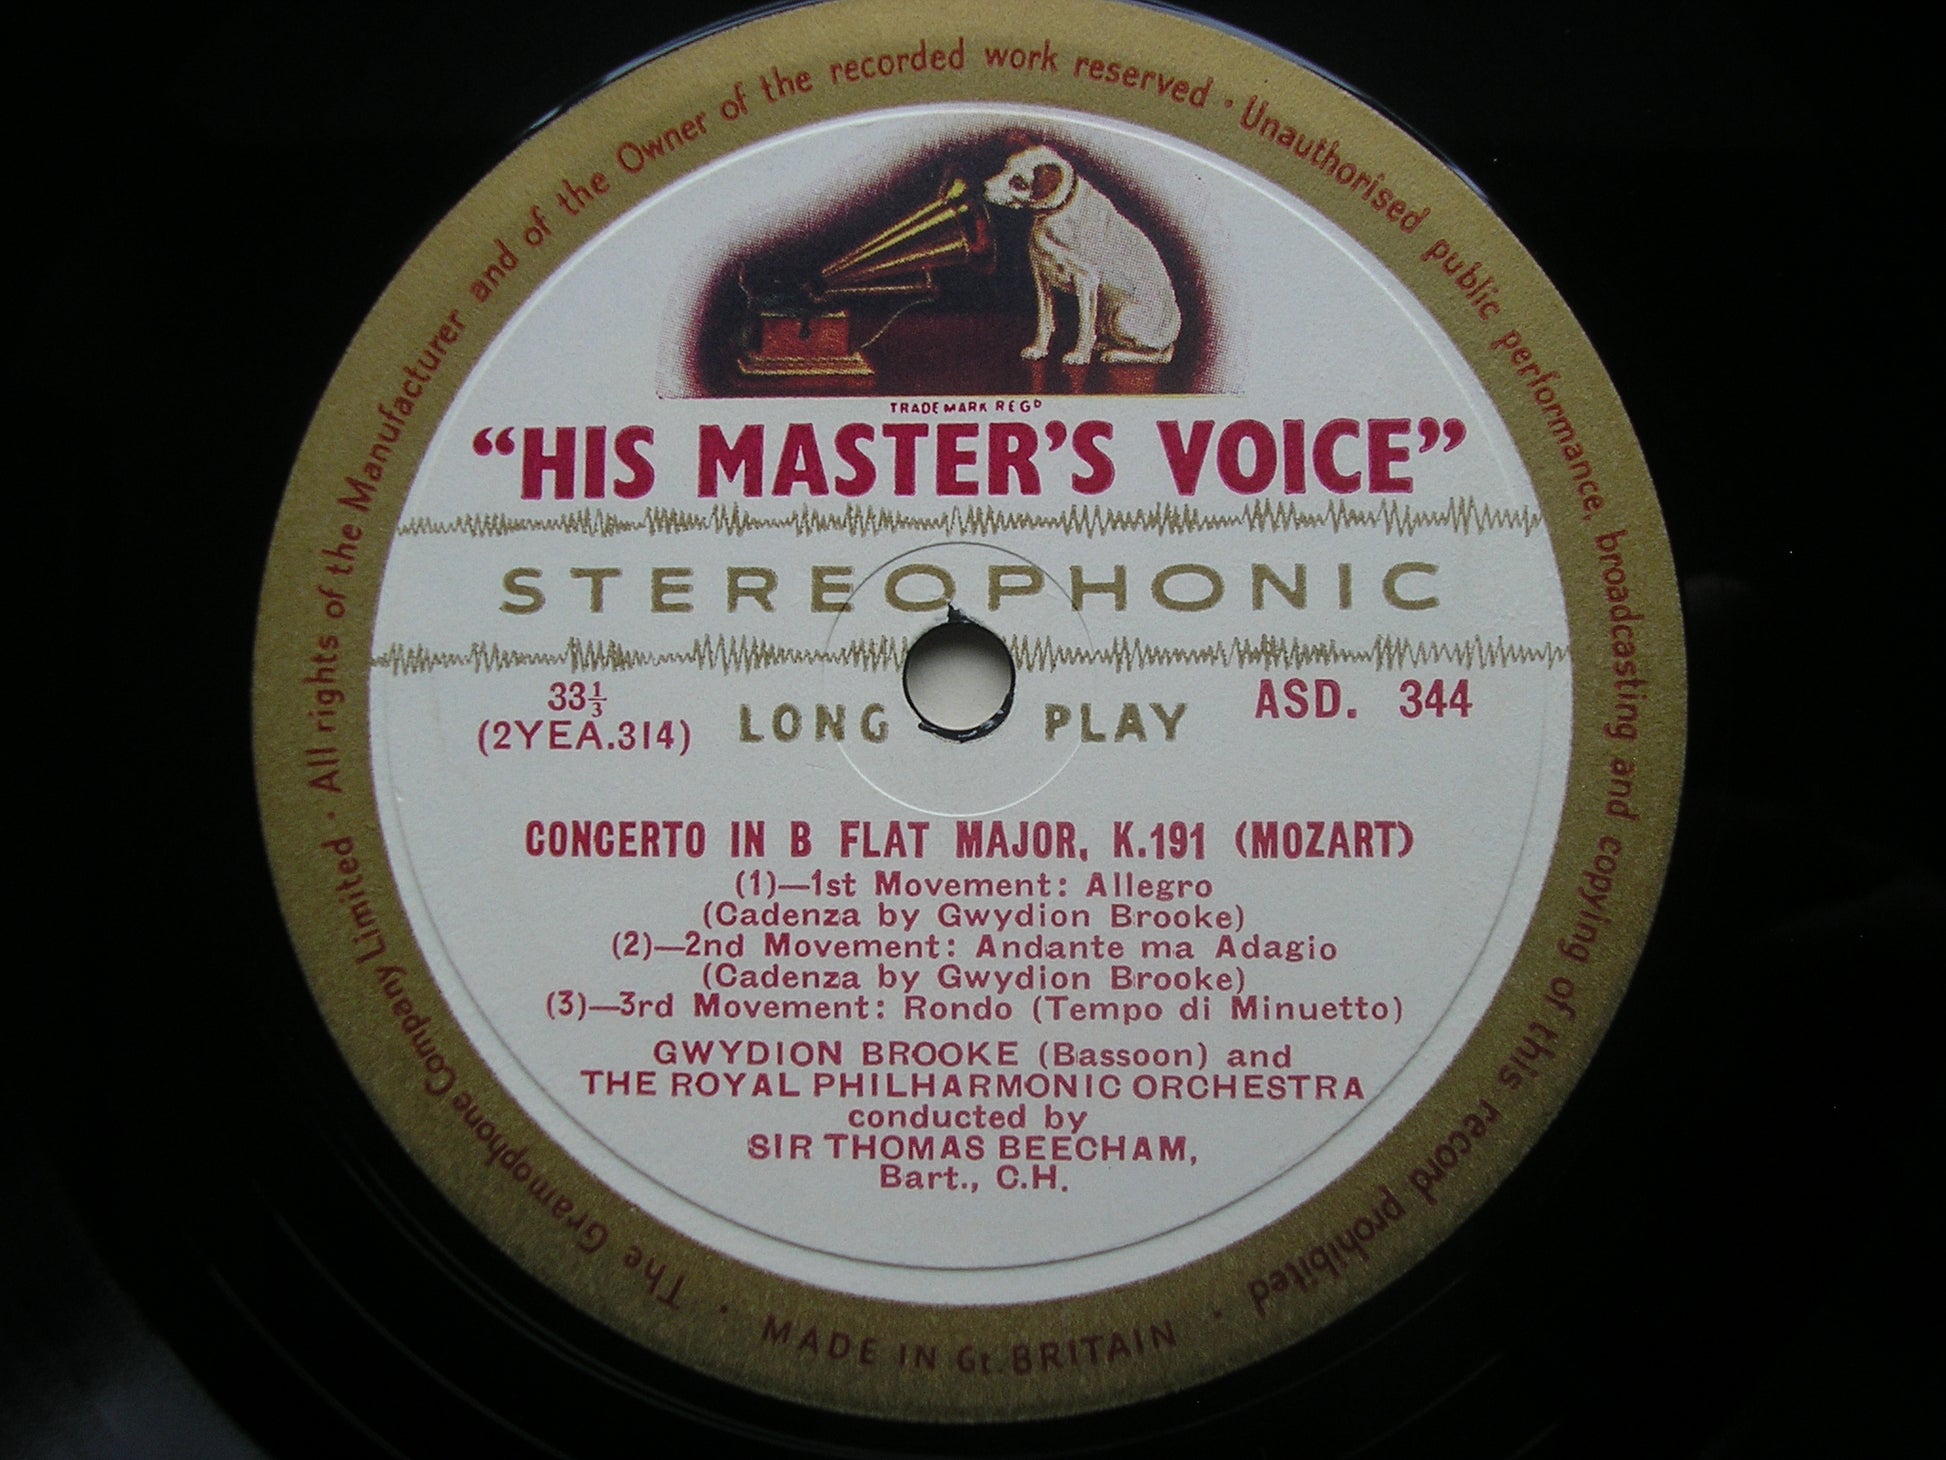 The Gramophone Company Limited · All rights of the Manufacturer and of the Owner of the recorded work reserved · Unauthorised public performance, broadcasting and copying of this record prohibited ·
TRADE MARK REGD
“HIS MASTER’S VOICE”
STEREOPHONIC
33⅓
(2YEA.314)
LONG PLAY
ASD. 344
CONCERTO IN B FLAT MAJOR, K.191 (MOZART)
(1)—1st Movement: Allegro
(Cadenza by Gwydion Brooke)
(2)—2nd Movement: Andante ma Adagio
(Cadenza by Gwydion Brooke)
(3)—3rd Movement: Rondo (Tempo di Minuetto)
GWYDION BROOKE (Bassoon) and
THE ROYAL PHILHARMONIC ORCHESTRA
conducted by
SIR THOMAS BEECHAM,
Bart., C.H.
· MADE IN Gt. BRITAIN ·